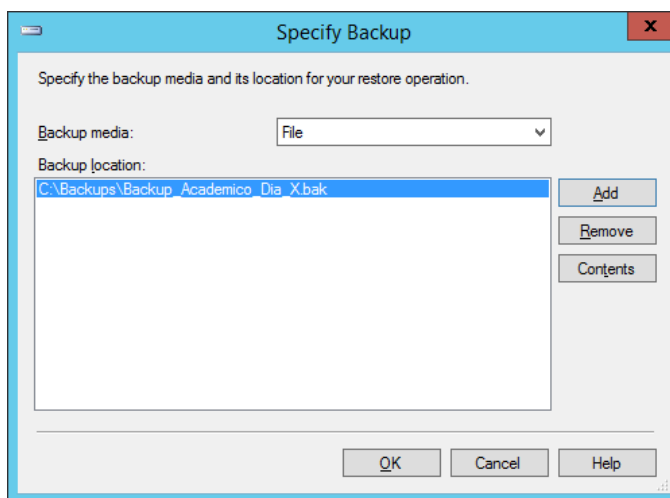 Specify Backup
x
Specify the backup media and its location for your restore operation.
Backup media:
File
Backup location:
C:\Backups\Backup_Academico_Dia_X.bak
Add
Remove
Contents
OK
Cancel
Help